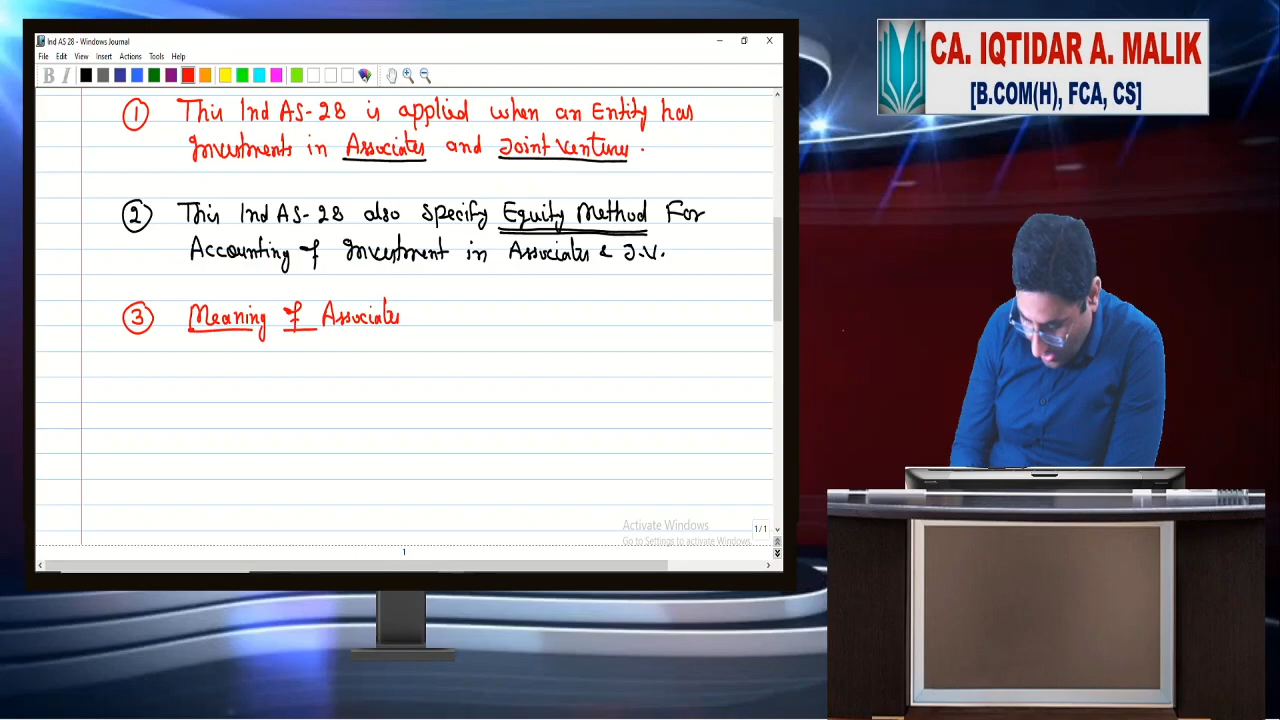 Ind AS 28 - Windows Journal
File Edit View Insert Actions Tools Help
B I
① This Ind AS-28 is applied when an Entity has
Investments in Associates and Joint Ventures.
② This Ind AS-28 also specify Equity Method For
Accounting of Investment in Associates & J.V.
③ Meaning of Associates
Activate Windows
Go to Settings to activate Windows.
1/1
1
CA. IQTIDAR A. MALIK
[B.COM(H), FCA, CS]